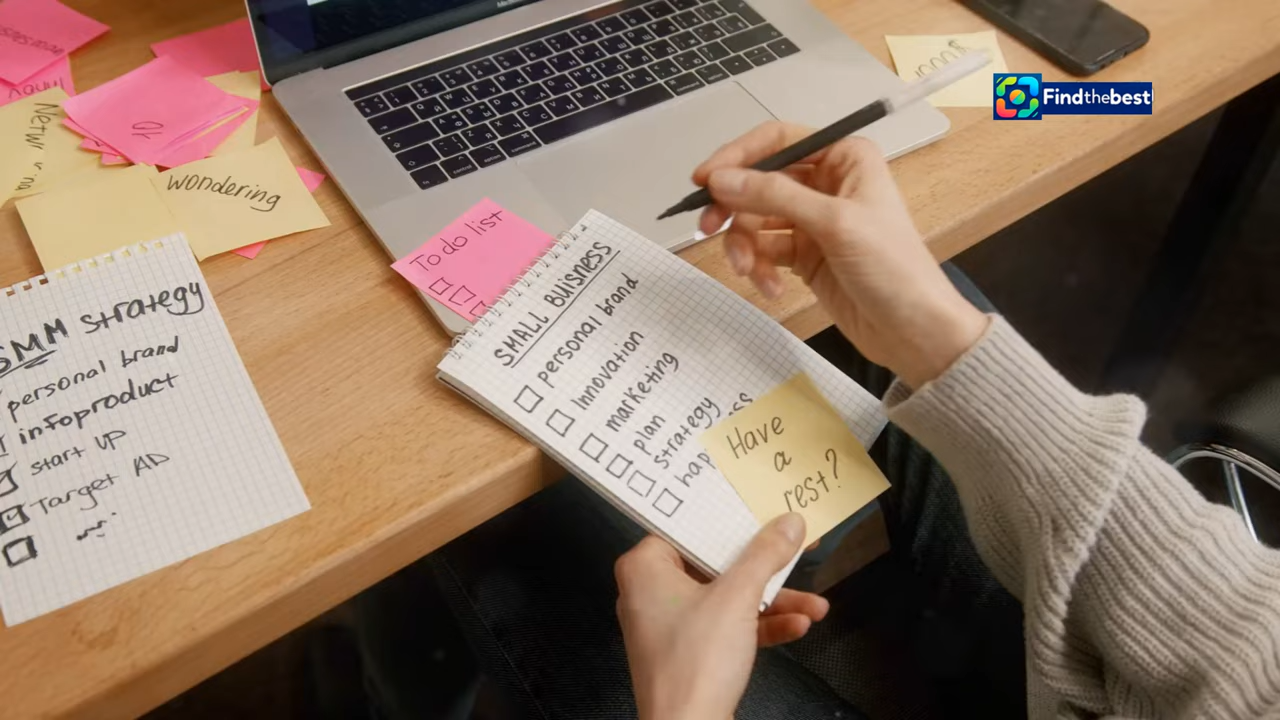 wondering
SMM strategy
personal brand
infoproduct
start UP
Target AD
To do list
SMALL BUISNESS
personal brand
Innovation
marketing
plan
strategy
Have
a
rest?
Findthebest